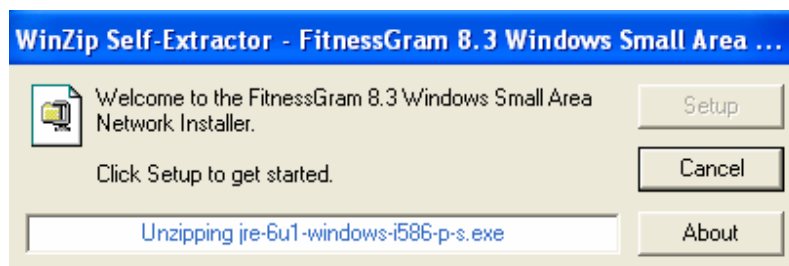 WinZip Self-Extractor - FitnessGram 8.3 Windows Small Area ...
Welcome to the FitnessGram 8.3 Windows Small Area
Network Installer.
Setup
Click Setup to get started.
Cancel
Unzipping jre-6u1-windows-i586-p-s.exe
About